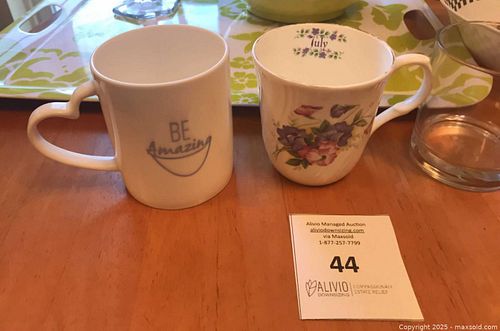 BE
Amazing
July
Alivio Managed Auction
aliviodownsizing.com
via Maxsold
1-877-257-7799
44
ALIVIO
DOWNSIZING
COMPASSIONATE
ESTATE RELIEF
Copyright 2025 - maxsold.com